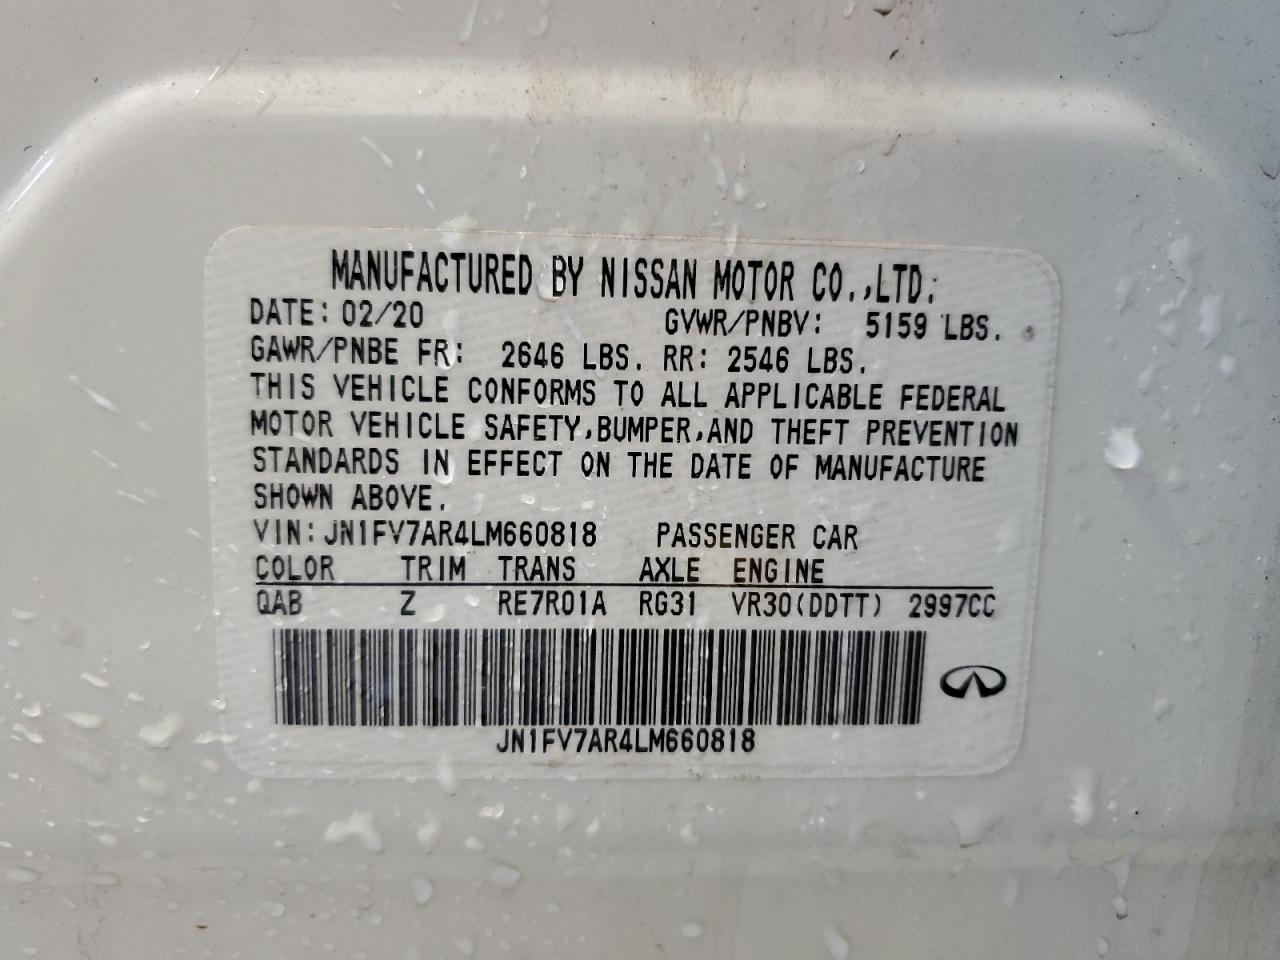 MANUFACTURED BY NISSAN MOTOR CO.,LTD.
DATE: 02/20 GVWR/PNBV: 5159 LBS.
GAWR/PNBE FR: 2646 LBS. RR: 2546 LBS.
THIS VEHICLE CONFORMS TO ALL APPLICABLE FEDERAL
MOTOR VEHICLE SAFETY,BUMPER,AND THEFT PREVENTION
STANDARDS IN EFFECT ON THE DATE OF MANUFACTURE
SHOWN ABOVE.
VIN:JN1FV7AR4LM660818 PASSENGER CAR
COLOR TRIM TRANS AXLE ENGINE
QAB Z RE7R01A RG31 VR30(DDTT) 2997CC
JN1FV7AR4LM660818